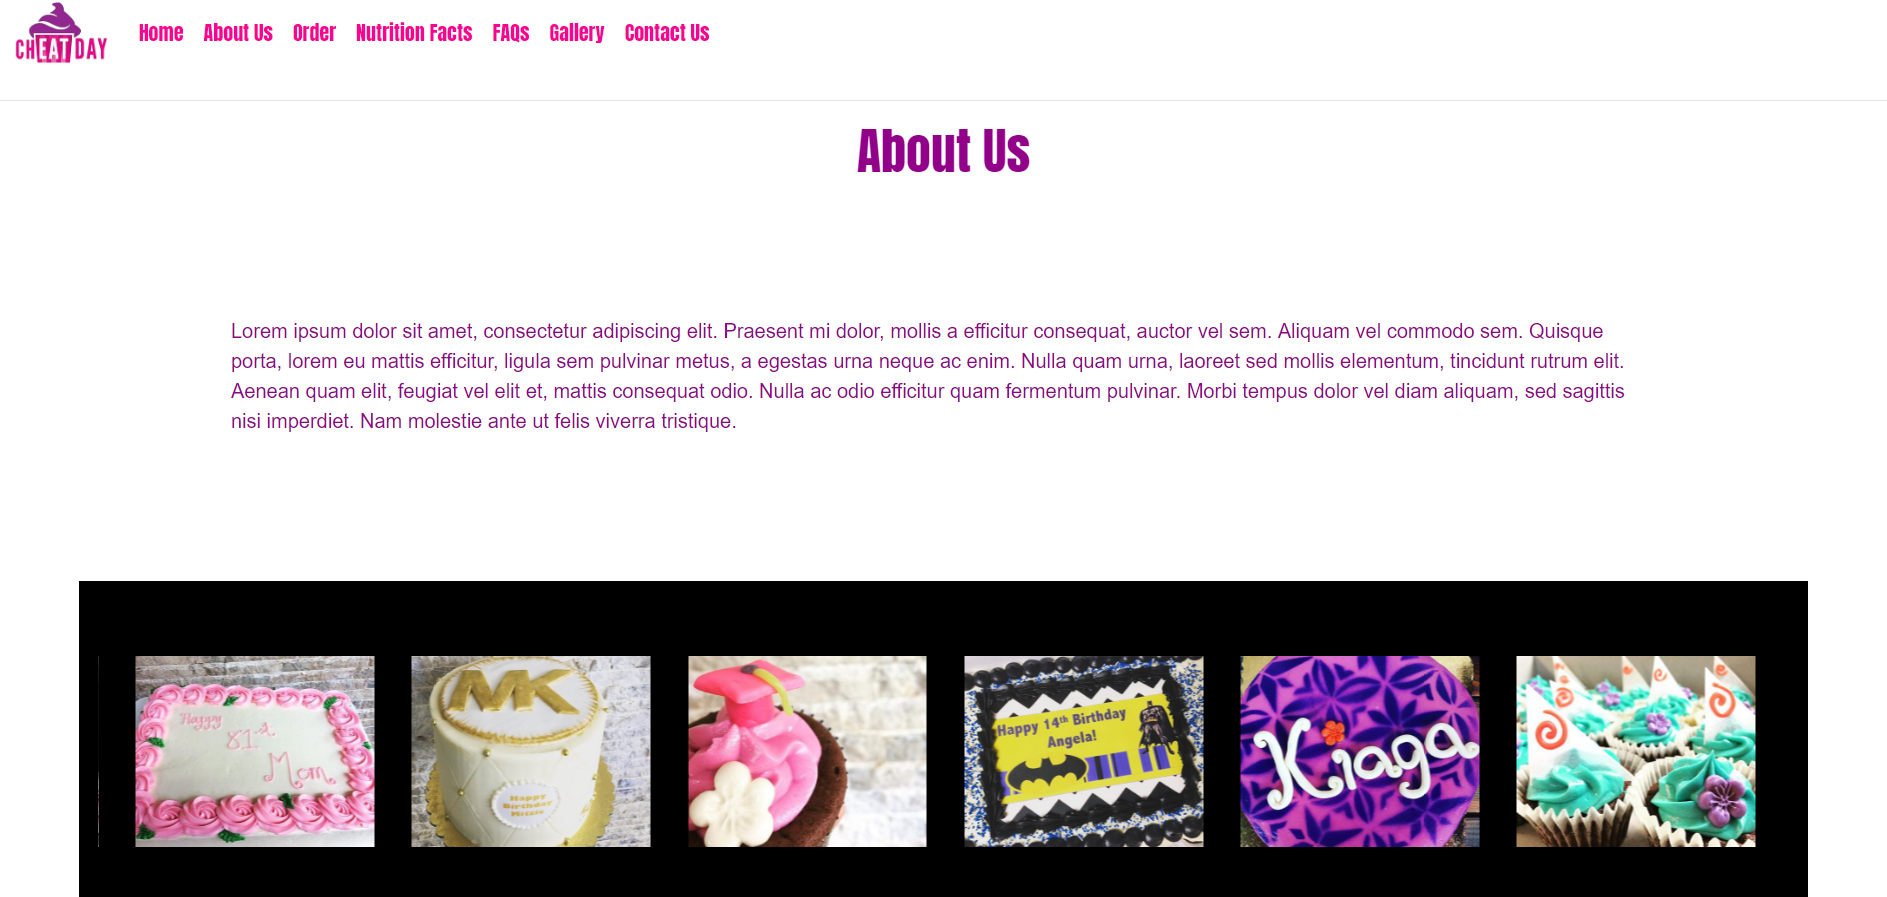 CHEATDAY
Home About Us Order Nutrition Facts FAQs Gallery Contact Us
About Us
Lorem ipsum dolor sit amet, consectetur adipiscing elit. Praesent mi dolor, mollis a efficitur consequat, auctor vel sem. Aliquam vel commodo sem. Quisque
porta, lorem eu mattis efficitur, ligula sem pulvinar metus, a egestas urna neque ac enim. Nulla quam urna, laoreet sed mollis elementum, tincidunt rutrum elit.
Aenean quam elit, feugiat vel elit et, mattis consequat odio. Nulla ac odio efficitur quam fermentum pulvinar. Morbi tempus dolor vel diam aliquam, sed sagittis
nisi imperdiet. Nam molestie ante ut felis viverra tristique.
Happy
81st
Mom
MK
Happy
Birthday
Happy 14th Birthday
Angela!
Kiaga